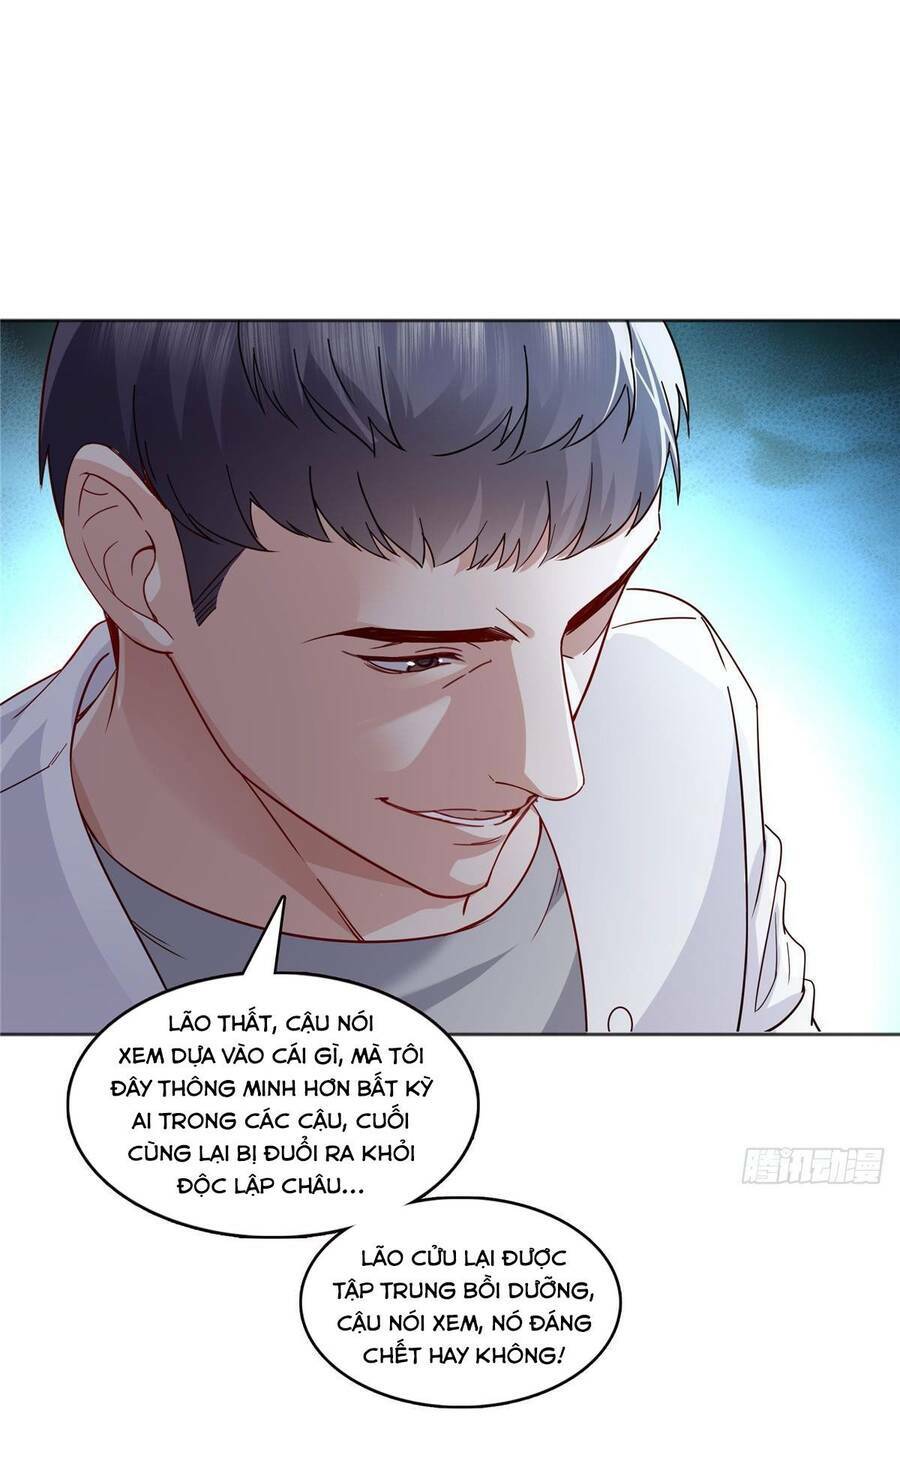 LÃO THẤT, CẬU NÓI
XEM DỰA VÀO CÁI GÌ, MÀ TÔI
ĐÂY THÔNG MINH HƠN BẤT KỲ
AI TRONG CÁC CẬU, CUỐI
CÙNG LẠI BỊ ĐUỔI RA KHỎI
ĐỘC LẬP CHÂU...
腾讯动漫
LÃO CỬU LẠI ĐƯỢC
TẬP TRUNG BỒI DƯỠNG,
CẬU NÓI XEM, NÓ ĐÁNG
CHẾT HAY KHÔNG!